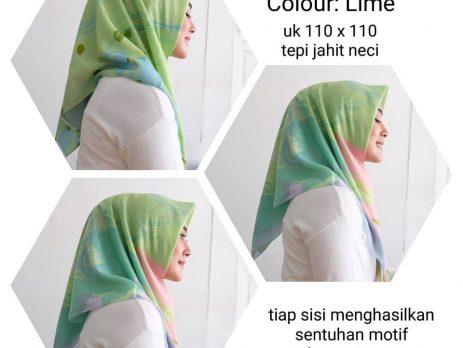 Colour: Lime
uk 110 x 110
tepi jahit neci
tiap sisi menghasilkan
sentuhan motif